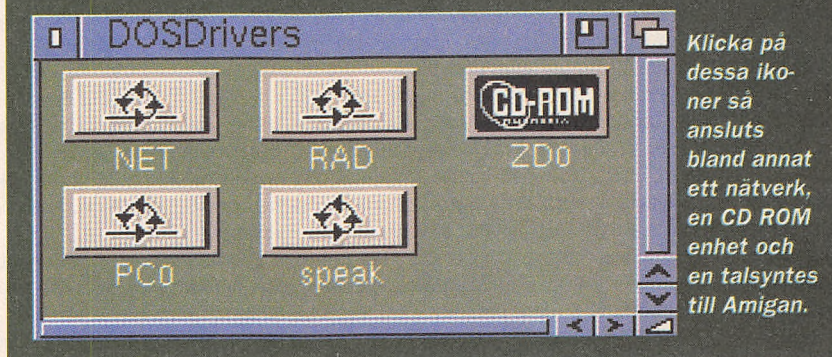 DOSDrivers
NET RAD ZD0
CD-ROM
PC0 speak
Klicka på
dessa iko-
ner så
ansluts
bland annat
ett nätverk,
en CD ROM
enhet och
en talsyntes
till Amigan.